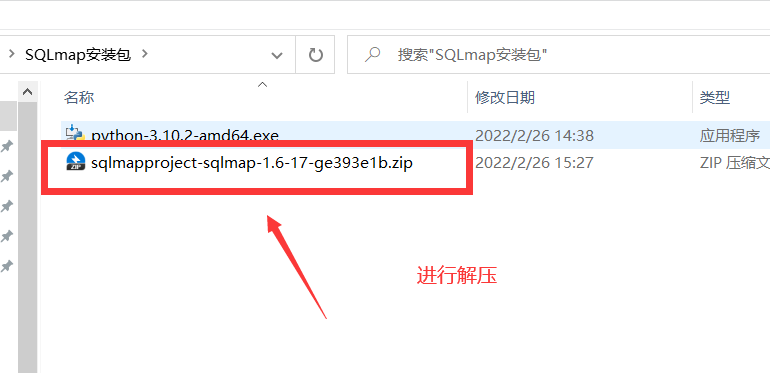 SQLmap安装包
搜索"SQLmap安装包"
名称 修改日期 类型
python-3.10.2-amd64.exe 2022/2/26 14:38 应用程序
ZIP sqlmapproject-sqlmap-1.6-17-ge393e1b.zip 2022/2/26 15:27 ZIP 压缩文
进行解压